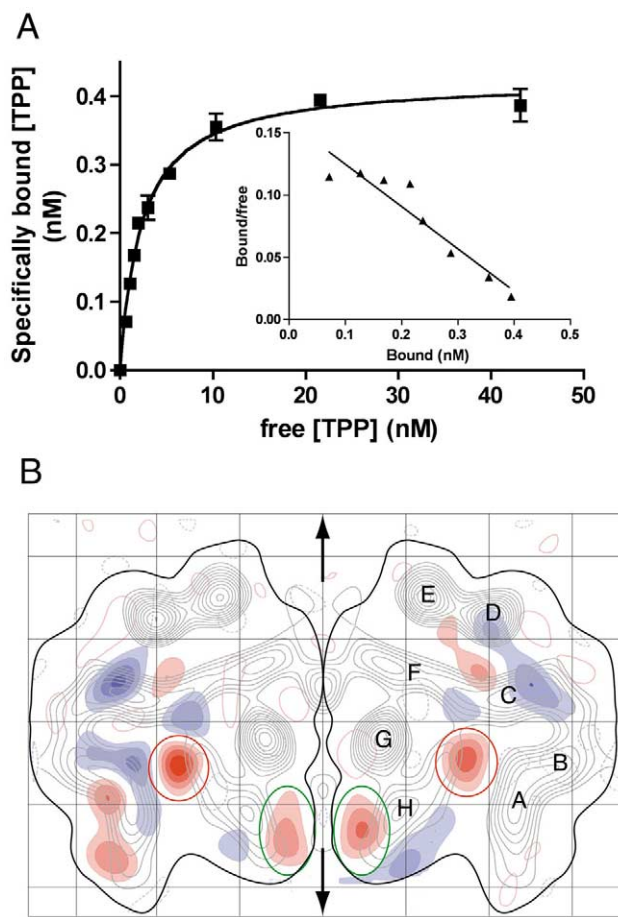 A
Specifically bound [TPP]
(nM)
0.4
0.3
0.2
0.1
0.0
0
10
20
30
40
50
free [TPP] (nM)
Bound/free
0.15
0.10
0.05
0.00
0.0
0.1
0.2
0.3
0.4
0.5
Bound (nM)
B
E
D
F
C
G
B
H
A